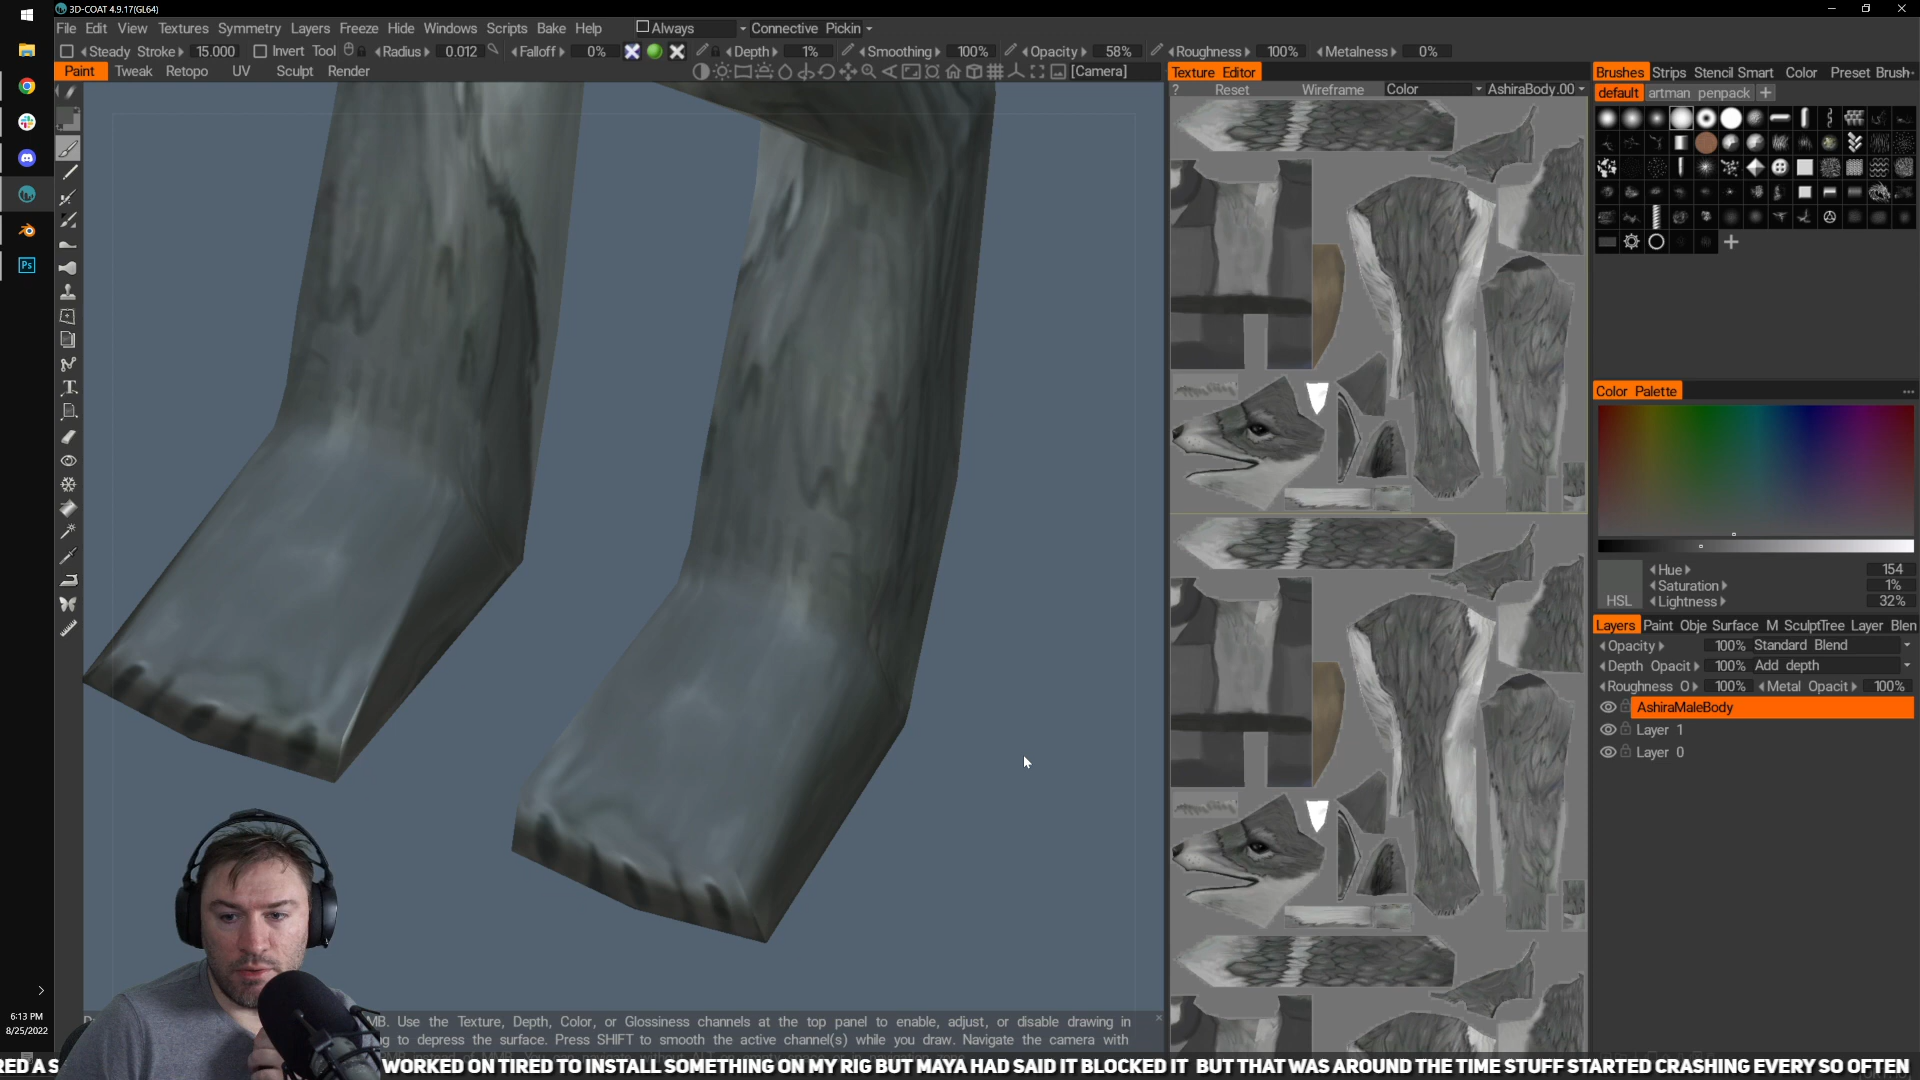 3D-COAT 4.9.17(GL64)
File Edit View Textures Symmetry Layers Freeze Hide Windows Scripts Bake Help Always Connective Pickin
Steady Stroke 15.000 Invert Tool Radius 0.012 Falloff 0% Depth 1% Smoothing 100% Opacity 58% Roughness 100% Metalness 0%
Paint Tweak Retopo UV Sculpt Render [Camera]
Texture Editor
? Reset Wireframe Color AshiraBody.00
Brushes Strips Stencil Smart Color Preset Brush
default artman penpack +
Color Palette
Hue 154
Saturation 1%
HSL Lightness 32%
Layers Paint Obje Surface M SculptTree Layer Blen
Opacity 100% Standard Blend
Depth Opacit 100% Add depth
Roughness O 100% Metal Opacit 100%
AshiraMaleBody
Layer 1
Layer 0
Ps
6:13 PM
8/25/2022
MB. Use the Texture, Depth, Color, or Glossiness channels at the top panel to enable, adjust, or disable drawing in
g to depress the surface. Press SHIFT to smooth the active channel(s) while you draw. Navigate the camera with
RED A S WORKED ON TIRED TO INSTALL SOMETHING ON MY RIG BUT MAYA HAD SAID IT BLOCKED IT BUT THAT WAS AROUND THE TIME STUFF STARTED CRASHING EVERY SO OFTEN